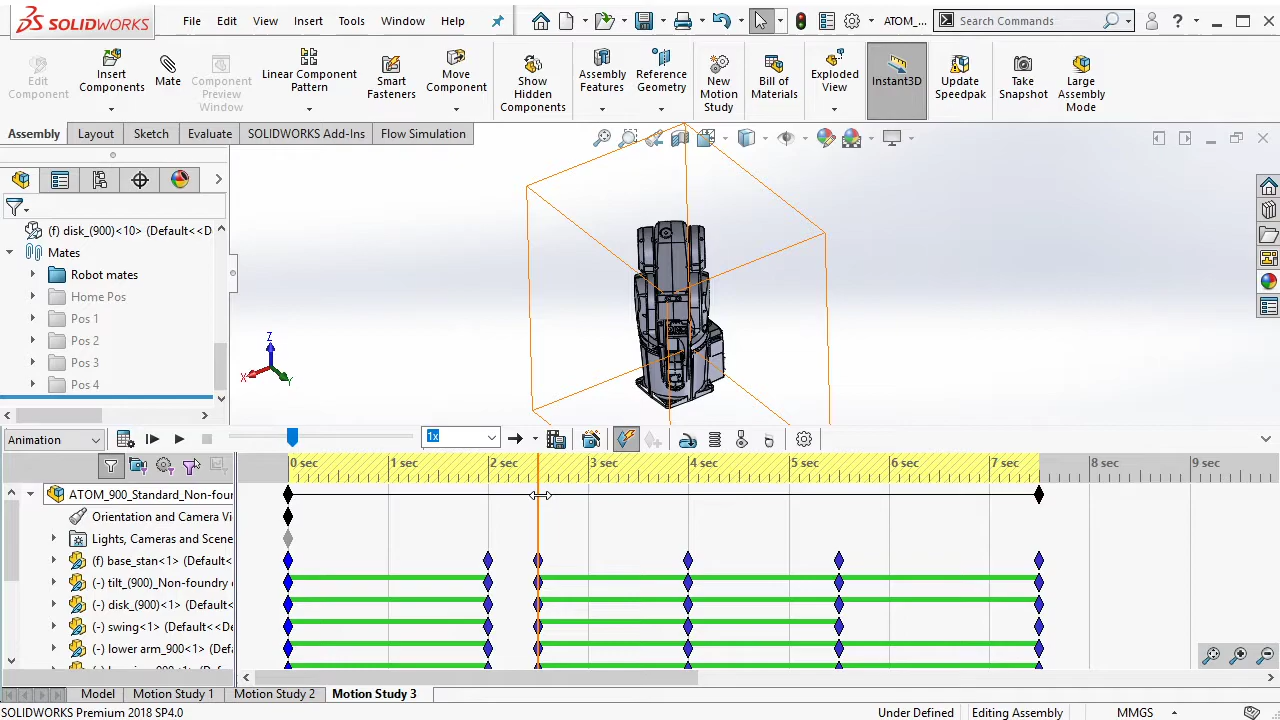 SOLIDWORKS
File Edit View Insert Tools Window Help
ATOM_...
Search Commands
Edit Component
Insert Components
Mate
Component Preview Window
Linear Component Pattern
Smart Fasteners
Move Component
Show Hidden Components
Assembly Features
Reference Geometry
New Motion Study
Bill of Materials
Exploded View
Instant3D
Update Speedpak
Take Snapshot
Large Assembly Mode
Assembly Layout Sketch Evaluate SOLIDWORKS Add-Ins Flow Simulation
(f) disk_(900)<10> (Default<<D
Mates
Robot mates
Home Pos
Pos 1
Pos 2
Pos 3
Pos 4
Z
X
Y
Animation
1x
0 sec 1 sec 2 sec 3 sec 4 sec 5 sec 6 sec 7 sec 8 sec 9 sec
ATOM_900_Standard_Non-four
Orientation and Camera Vi
Lights, Cameras and Scene
(f) base_stan<1> (Default<
(-) tilt_(900)_Non-foundry
(-) disk_(900)<1> (Default<
(-) swing<1> (Default<<De
(-) lower arm_900<1> (Def
Model Motion Study 1 Motion Study 2 Motion Study 3
SOLIDWORKS Premium 2018 SP4.0
Under Defined Editing Assembly MMGS